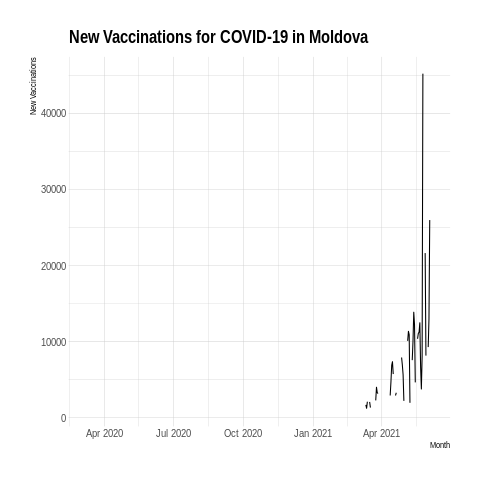 New Vaccinations for COVID-19 in Moldova
New Vaccinations
40000
30000
20000
10000
0
Apr 2020 Jul 2020 Oct 2020 Jan 2021 Apr 2021
Month